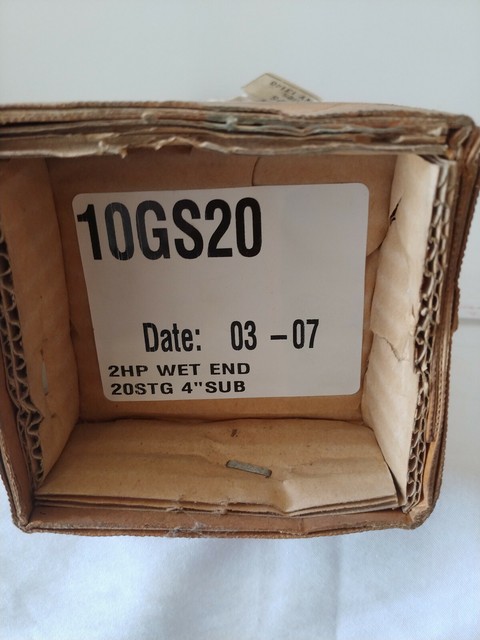 10GS20
Date: 03 -07
2HP WET END
20STG 4"SUB